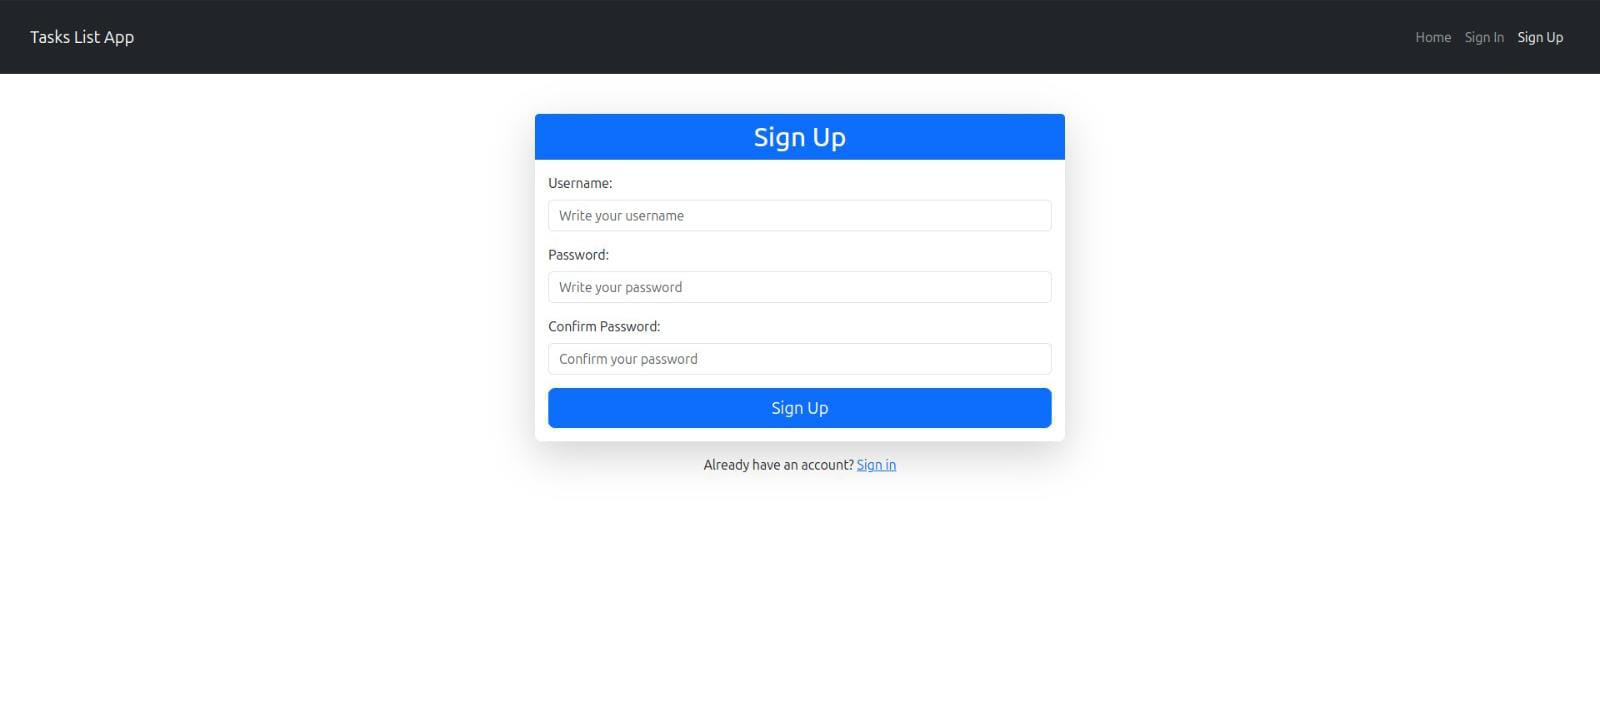 Tasks List App
Home Sign In Sign Up
Sign Up
Username:
Write your username
Password:
Write your password
Confirm Password:
Confirm your password
Sign Up
Already have an account? Sign in